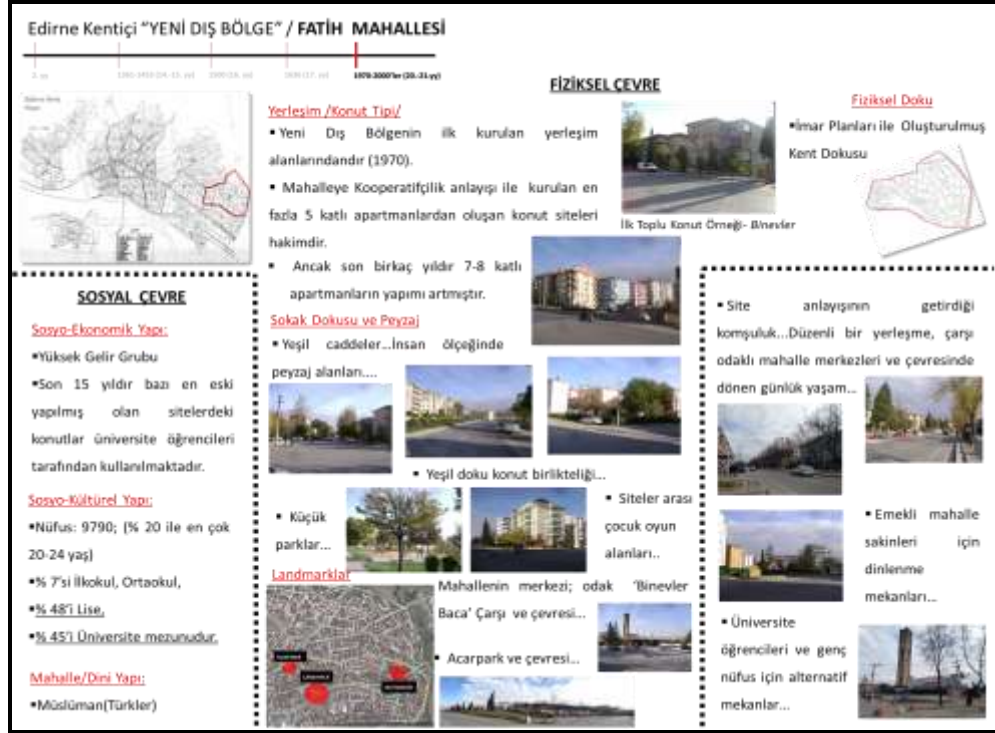 Edirne Kentiçi “YENİ DIŞ BÖLGE” / FATİH MAHALLESİ
1970-2000'ler (20.-21.yy)
FİZİKSEL ÇEVRE
Yerleşim /Konut Tipi/
▪ Yeni Dış Bölgenin ilk kurulan yerleşim
alanlarındandır (1970).
▪ Mahalleye Kooperatifçilik anlayışı ile kurulan en
fazla 5 katlı apartmanlardan oluşan konut siteleri
hakimdir.
▪ Ancak son birkaç yıldır 7-8 katlı
apartmanların yapımı artmıştır.
Sokak Dokusu ve Peyzaj
▪ Yeşil caddeler...İnsan ölçeğinde
peyzaj alanları....
▪ Yeşil doku konut birlikteliği...
▪ Küçük
parklar...
▪ Siteler arası
çocuk oyun
alanları..
Landmarklar
Mahallenin merkezi; odak ‘Binevler
Baca’ Çarşı ve çevresi...
▪ Acarpark ve çevresi...
İlk Toplu Konut Örneği- Binevler
Fiziksel Doku
▪İmar Planları ile Oluşturulmuş
Kent Dokusu
SOSYAL ÇEVRE
Sosyo-Ekonomik Yapı:
▪Yüksek Gelir Grubu
▪Son 15 yıldır bazı en eski
yapılmış olan sitelerdeki
konutlar üniversite öğrencileri
tarafından kullanılmaktadır.
Sosyo-Kültürel Yapı:
▪Nüfus: 9790; (% 20 ile en çok
20-24 yaş)
▪% 7’si İlkokul, Ortaokul,
▪% 48’i Lise,
▪% 45’i Üniversite mezunudur.
Mahalle/Dini Yapı:
▪Müslüman(Türkler)
▪ Site anlayışının getirdiği
komşuluk...Düzenli bir yerleşme, çarşı
odaklı mahalle merkezleri ve çevresinde
dönen günlük yaşam...
▪ Emekli mahalle
sakinleri için
dinlenme
mekanları...
▪ Üniversite
öğrencileri ve genç
nüfus için alternatif
mekanlar...